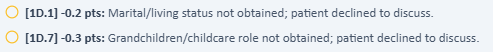 [1D.1] -0.2 pts: Marital/living status not obtained; patient declined to discuss.
[1D.7] -0.3 pts: Grandchildren/childcare role not obtained; patient declined to discuss.